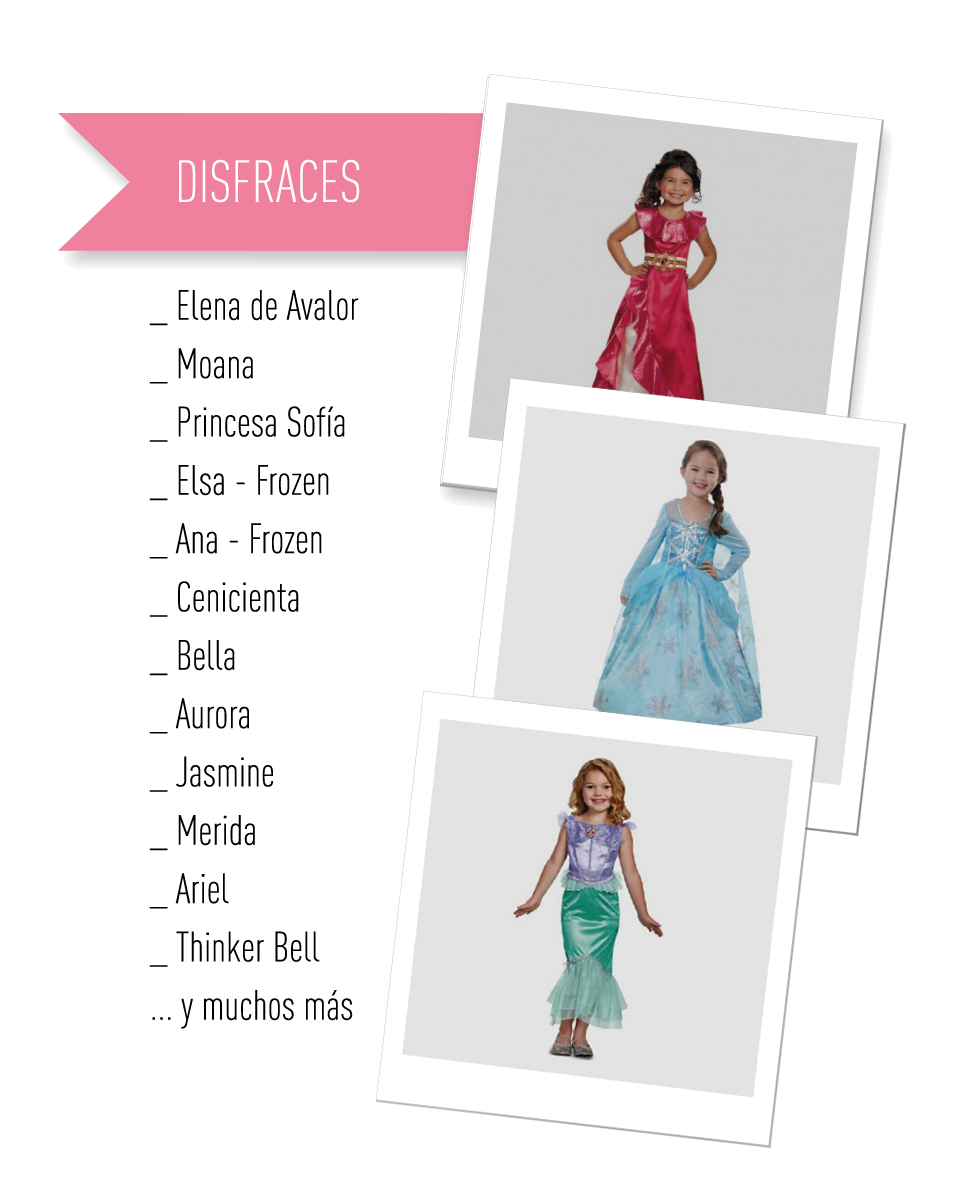 DISFRACES
_ Elena de Avalor
_ Moana
_ Princesa Sofía
_ Elsa - Frozen
_ Ana - Frozen
_ Cenicienta
_ Bella
_ Aurora
_ Jasmine
_ Merida
_ Ariel
_ Thinker Bell
... y muchos más